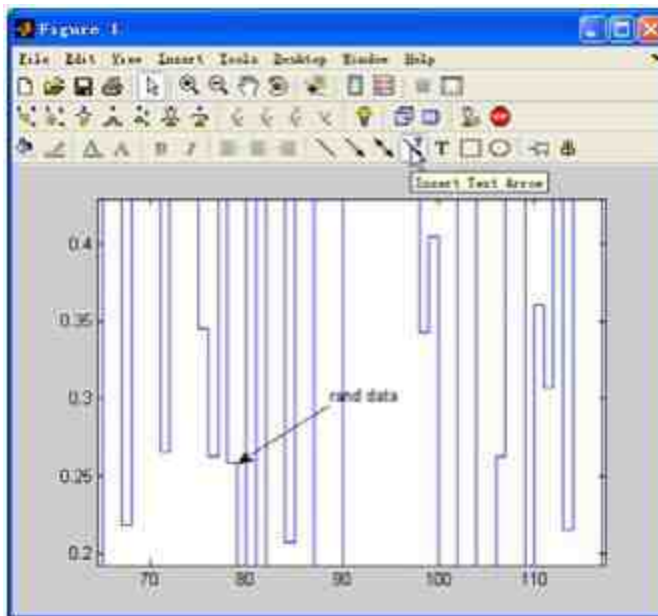 Figure 1
File Edit View Insert Tools Desktop Window Help
B I
T
Insert Text Arrow
0.4
0.35
0.3
0.25
0.2
rand data
70 80 90 100 110